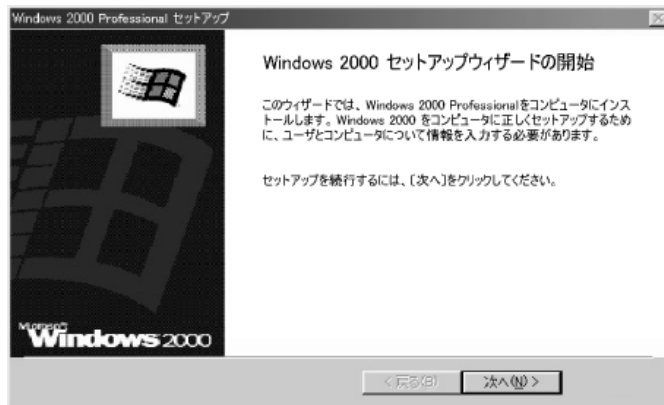 Windows 2000 Professional セットアップ
Windows 2000 セットアップウィザードの開始
このウィザードでは、Windows 2000 Professionalをコンピュータにインス
トールします。Windows 2000 をコンピュータに正しくセットアップするため
に、ユーザとコンピュータについて情報を入力する必要があります。
セットアップを続行するには、[次へ]をクリックしてください。
Microsoft
Windows 2000
< 戻る(B)
次へ(N) >